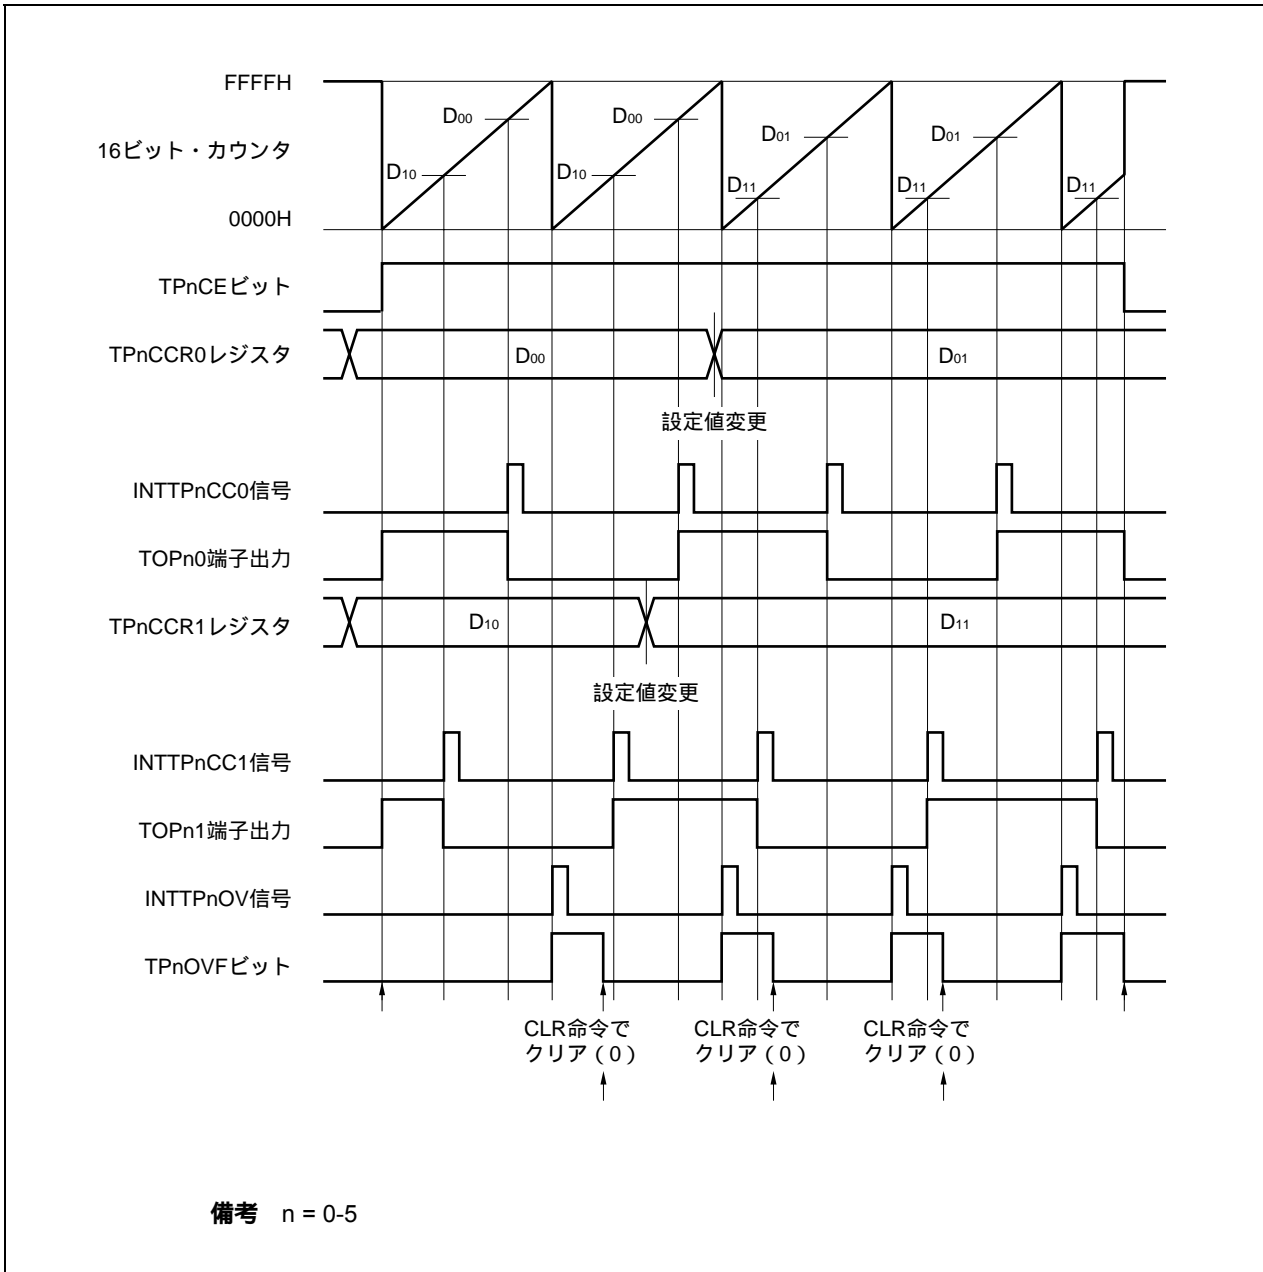 FFFFH
D00 D00 D01 D01
16ビット・カウンタ
D10 D10 D11 D11 D11
0000H
TPnCEビット
TPnCCR0レジスタ D00 D01
設定値変更
INTTPnCC0信号
TOPn0端子出力
TPnCCR1レジスタ D10 D11
設定値変更
INTTPnCC1信号
TOPn1端子出力
INTTPnOV信号
TPnOVFビット
CLR命令で CLR命令で CLR命令で
クリア(0) クリア(0) クリア(0)
備考 n = 0-5